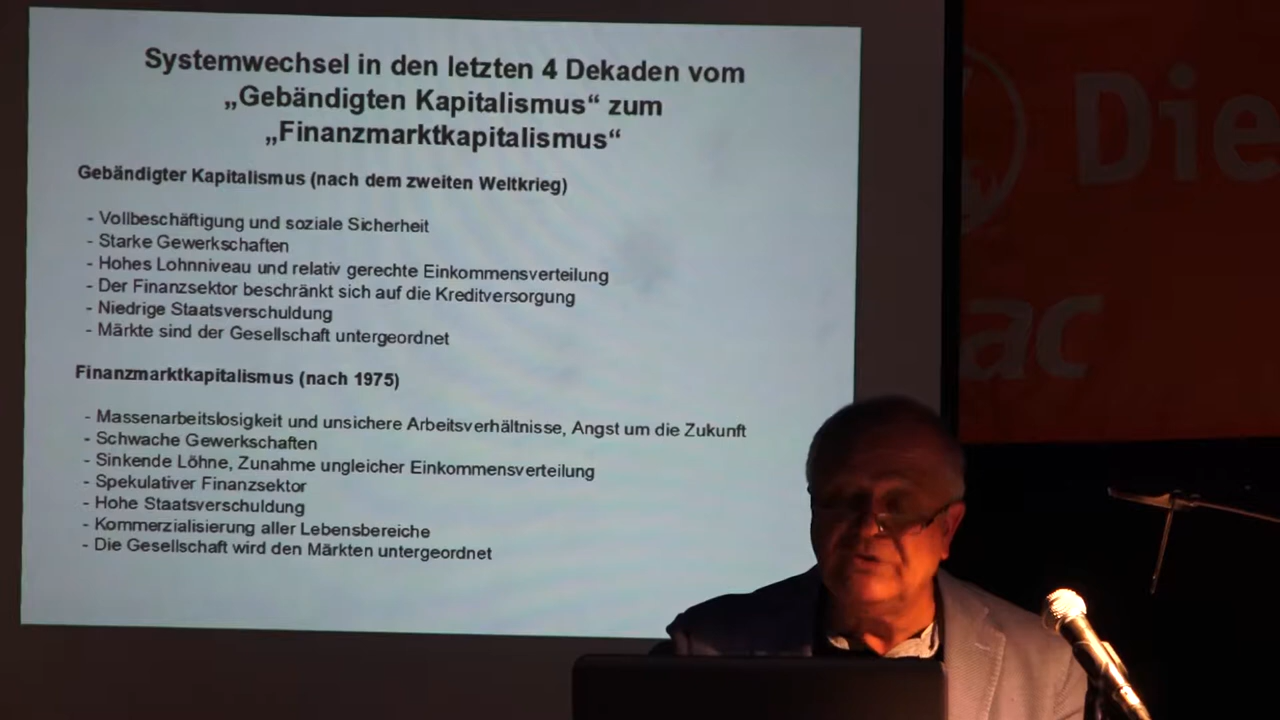 Systemwechsel in den letzten 4 Dekaden vom
„Gebändigten Kapitalismus“ zum
„Finanzmarktkapitalismus“
Gebändigter Kapitalismus (nach dem zweiten Weltkrieg)
- Vollbeschäftigung und soziale Sicherheit
- Starke Gewerkschaften
- Hohes Lohnniveau und relativ gerechte Einkommensverteilung
- Der Finanzsektor beschränkt sich auf die Kreditversorgung
- Niedrige Staatsverschuldung
- Märkte sind der Gesellschaft untergeordnet
Finanzmarktkapitalismus (nach 1975)
- Massenarbeitslosigkeit und unsichere Arbeitsverhältnisse, Angst um die Zukunft
- Schwache Gewerkschaften
- Sinkende Löhne, Zunahme ungleicher Einkommensverteilung
- Spekulativer Finanzsektor
- Hohe Staatsverschuldung
- Kommerzialisierung aller Lebensbereiche
- Die Gesellschaft wird den Märkten untergeordnet
Die
ac